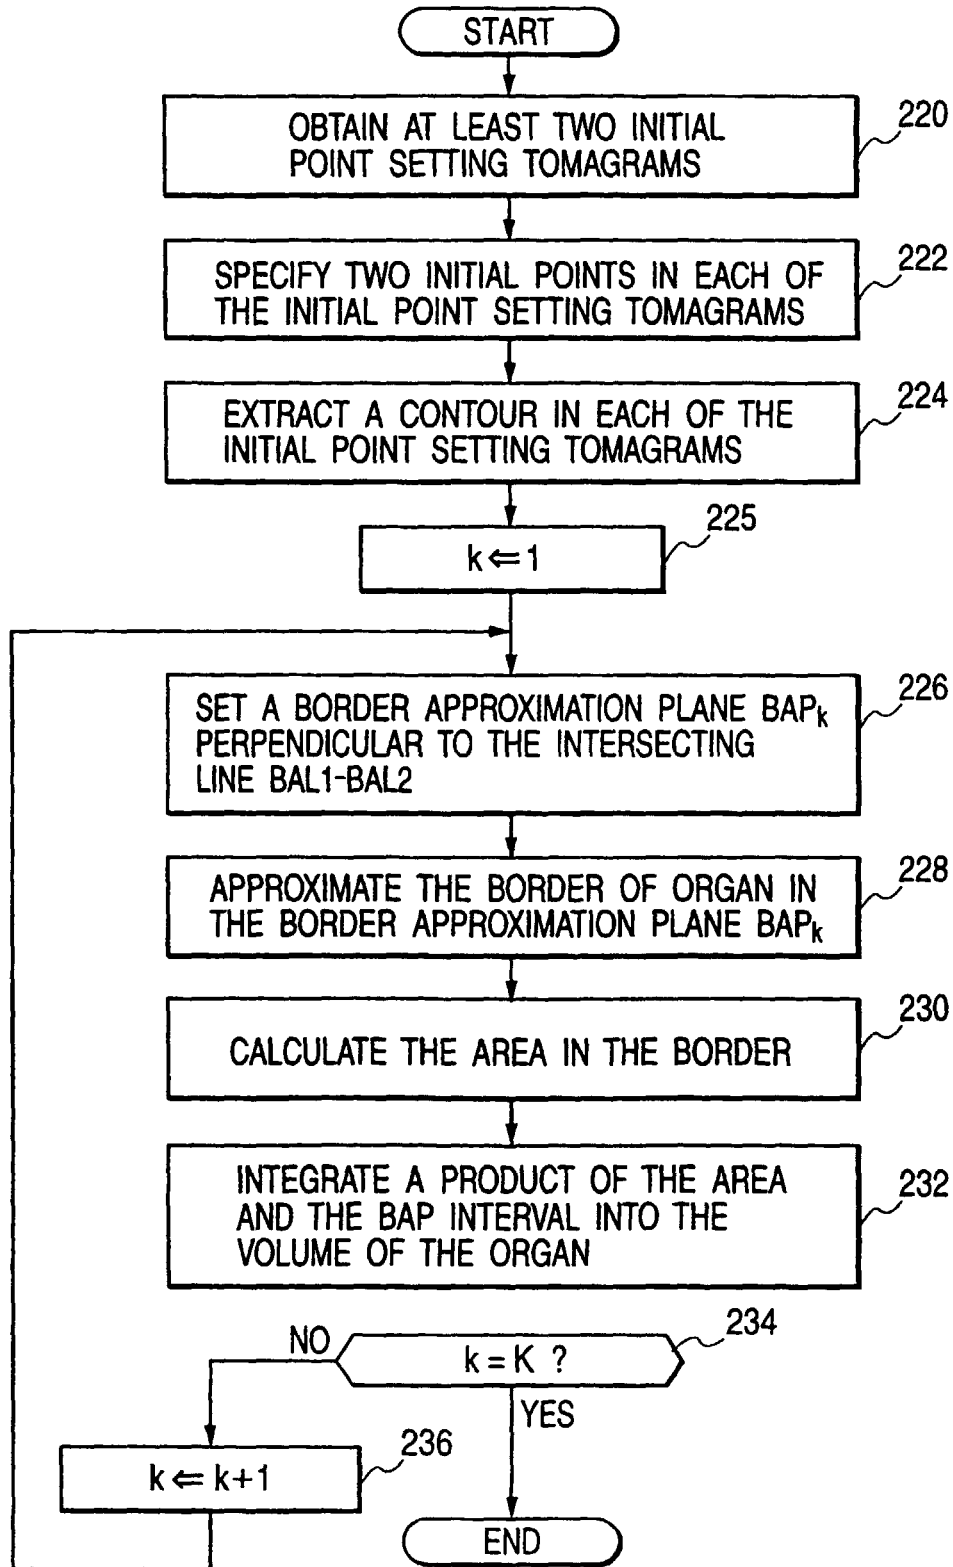 START
OBTAIN AT LEAST TWO INITIAL
POINT SETTING TOMAGRAMS
220
SPECIFY TWO INITIAL POINTS IN EACH OF
THE INITIAL POINT SETTING TOMAGRAMS
222
EXTRACT A CONTOUR IN EACH OF THE
INITIAL POINT SETTING TOMAGRAMS
224
k⇐1
225
SET A BORDER APPROXIMATION PLANE BAPk
PERPENDICULAR TO THE INTERSECTING
LINE BAL1-BAL2
226
APPROXIMATE THE BORDER OF ORGAN IN
THE BORDER APPROXIMATION PLANE BAPk
228
CALCULATE THE AREA IN THE BORDER
230
INTEGRATE A PRODUCT OF THE AREA
AND THE BAP INTERVAL INTO THE
VOLUME OF THE ORGAN
232
k = K ?
234
NO
YES
k⇐k+1
236
END